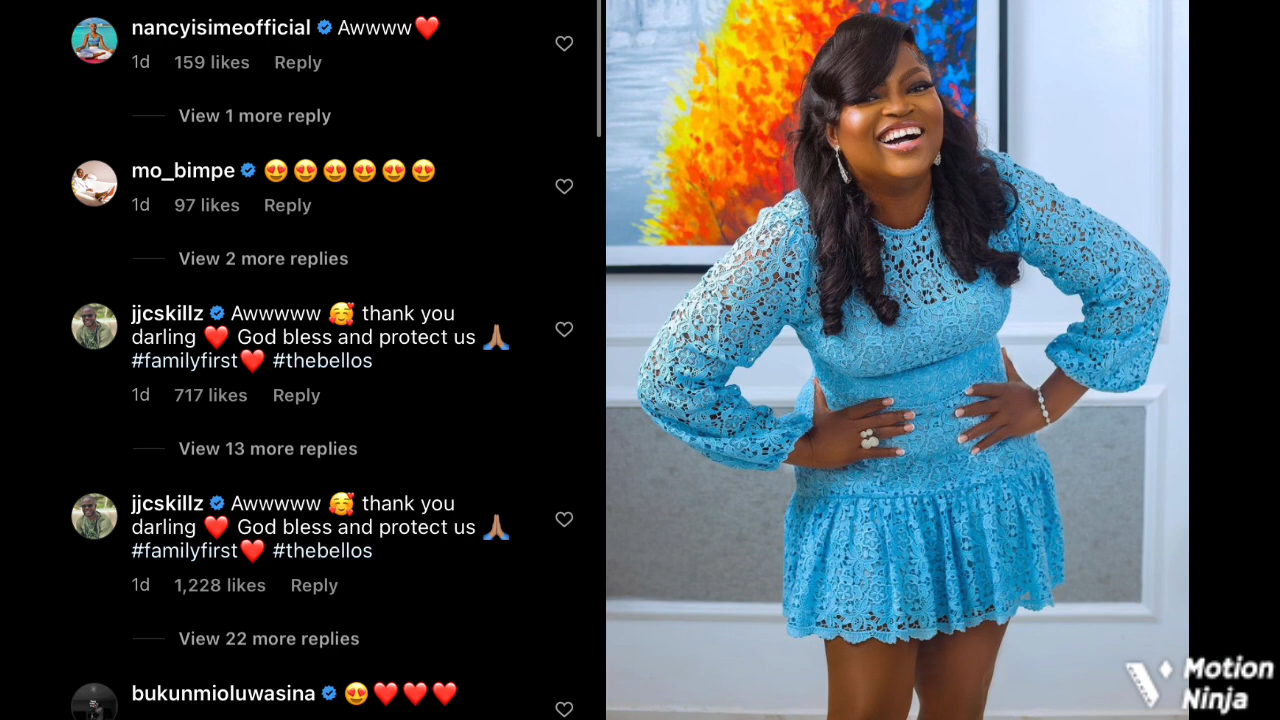 nancyisimeofficial Awwww❤️
1d 159 likes Reply
View 1 more reply
mo_bimpe 😍😍😍😍😍😍
1d 97 likes Reply
View 2 more replies
jjcskillz Awwwww 🥰 thank you
darling ❤️ God bless and protect us 🙏🏽
#familyfirst❤️ #thebellos
1d 717 likes Reply
View 13 more replies
jjcskillz Awwwww 🥰 thank you
darling ❤️ God bless and protect us 🙏🏽
#familyfirst❤️ #thebellos
1d 1,228 likes Reply
View 22 more replies
bukunmioluwasina 😍❤️❤️❤️
Motion
Ninja